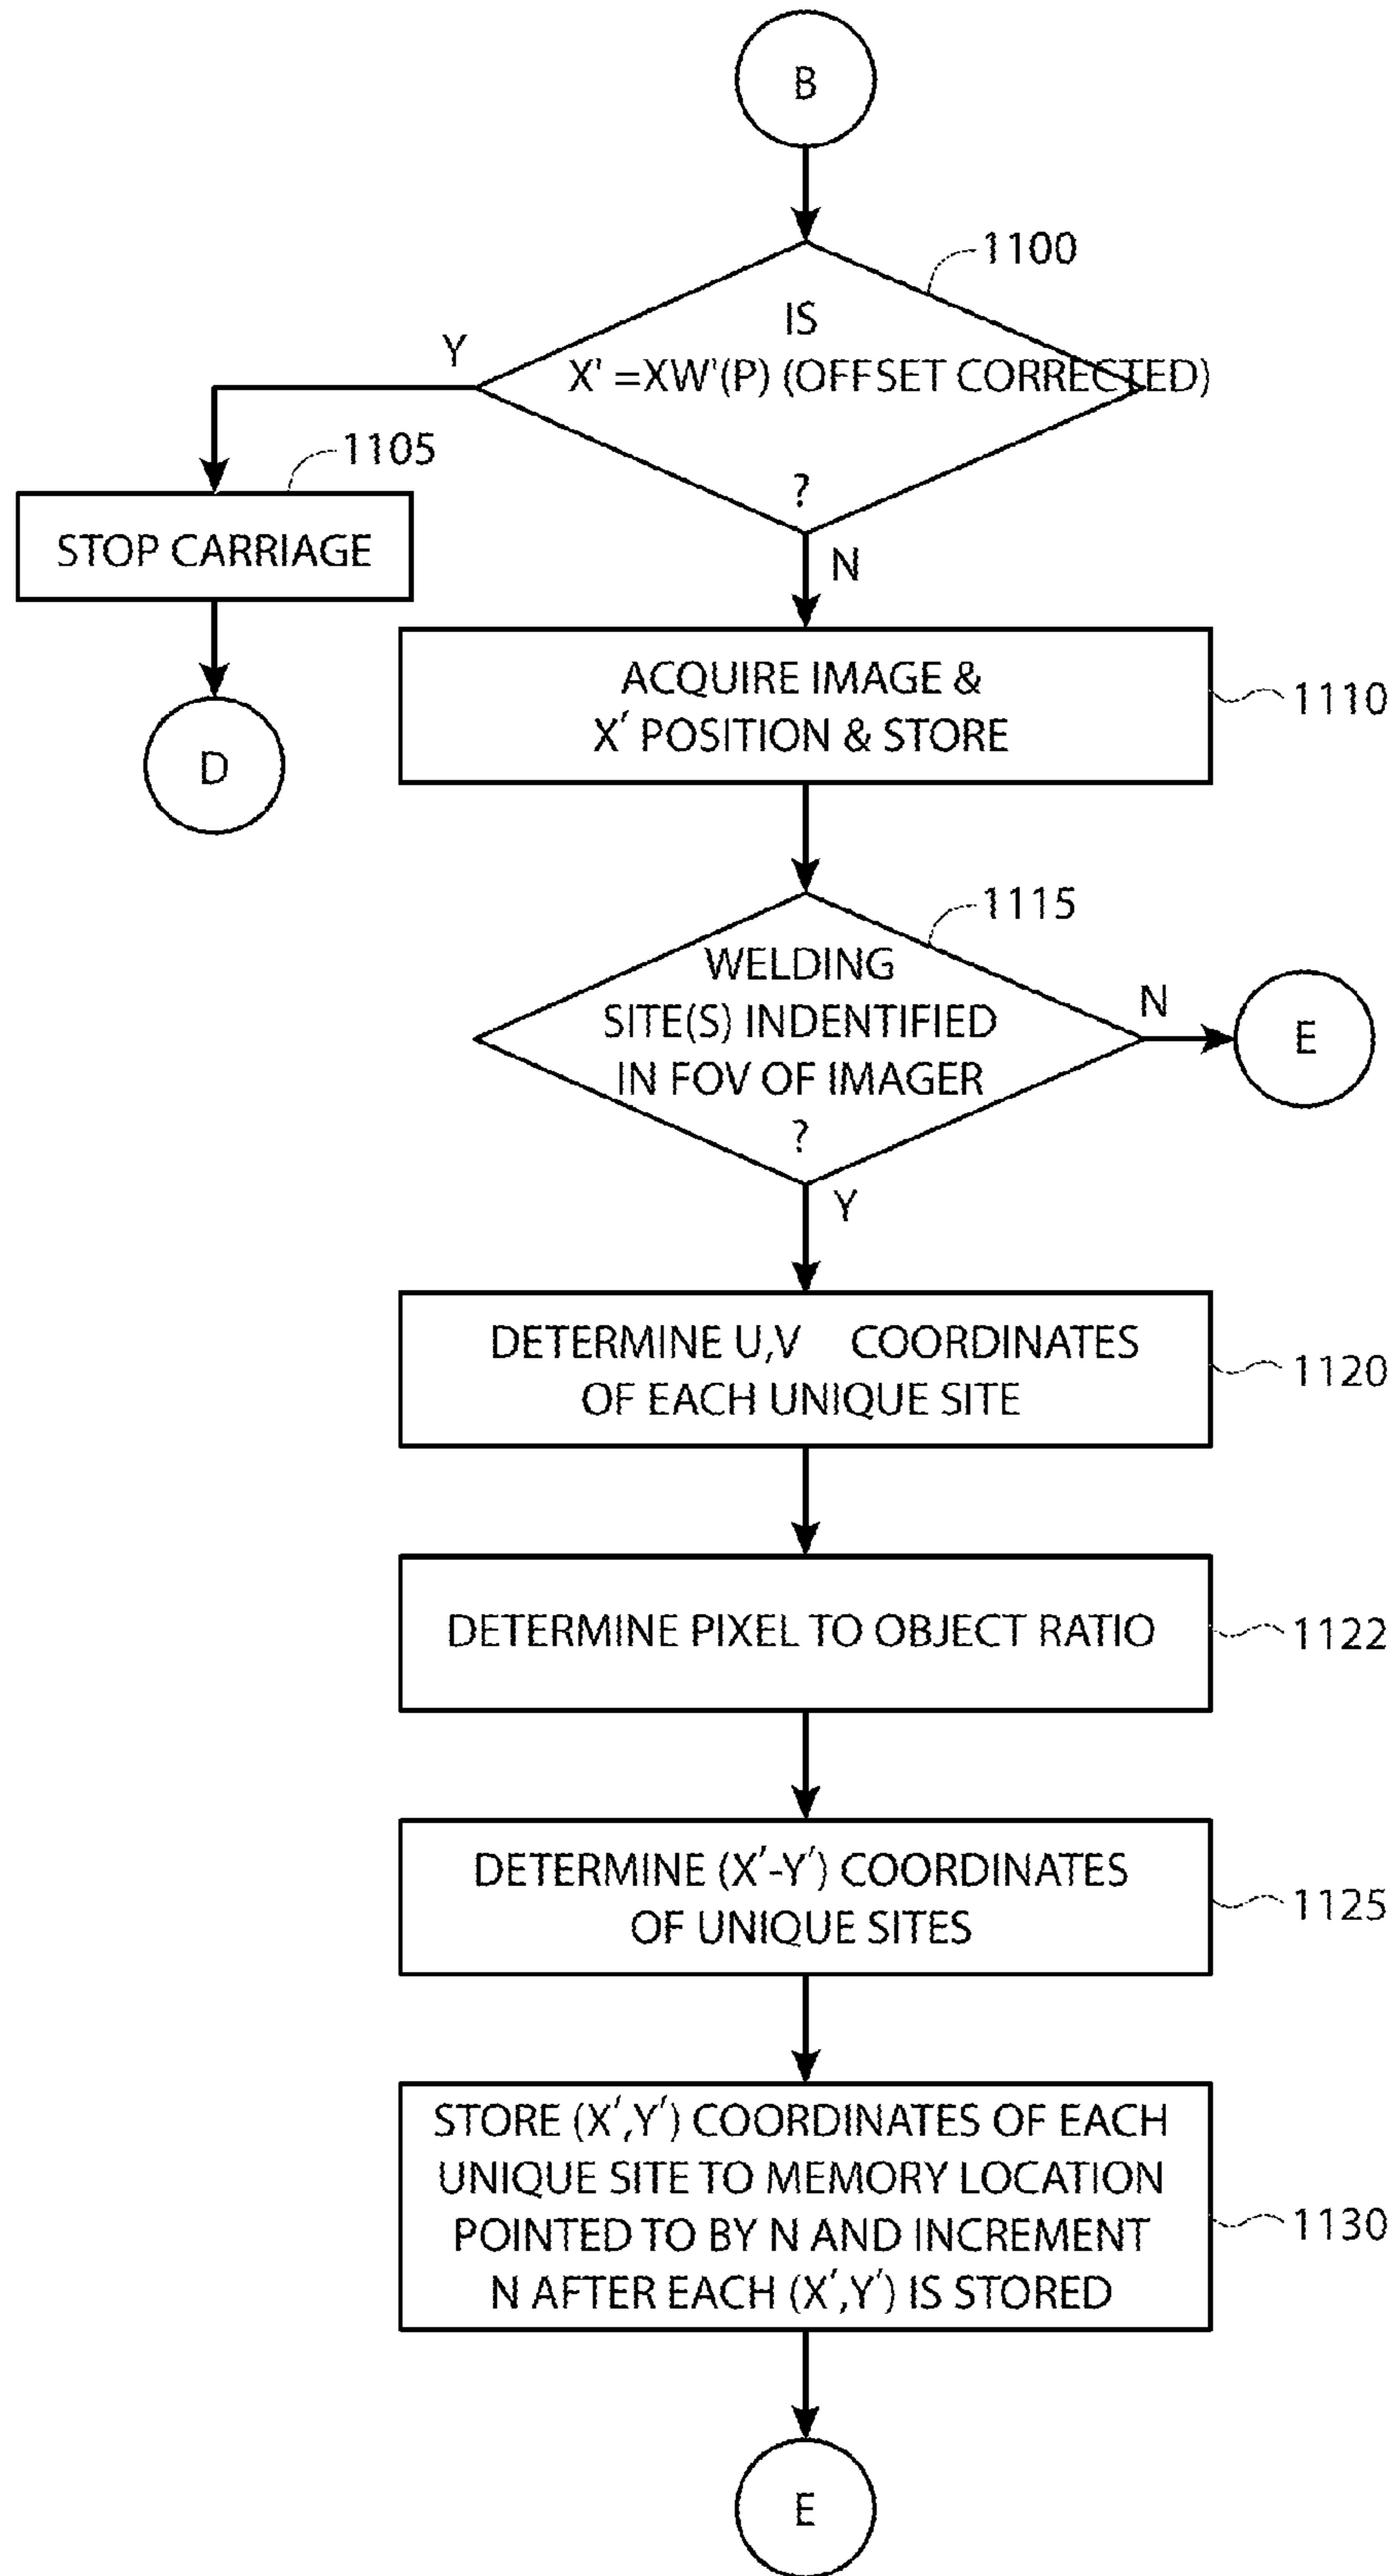 B
1100
IS
X' =XW'(P) (OFFSET CORRECTED)
?
Y
N
1105
STOP CARRIAGE
D
ACQUIRE IMAGE &
X' POSITION & STORE
1110
1115
WELDING
SITE(S) INDENTIFIED
IN FOV OF IMAGER
?
N
E
Y
DETERMINE U,V COORDINATES
OF EACH UNIQUE SITE
1120
DETERMINE PIXEL TO OBJECT RATIO
1122
DETERMINE (X'-Y') COORDINATES
OF UNIQUE SITES
1125
STORE (X',Y') COORDINATES OF EACH
UNIQUE SITE TO MEMORY LOCATION
POINTED TO BY N AND INCREMENT
N AFTER EACH (X',Y') IS STORED
1130
E